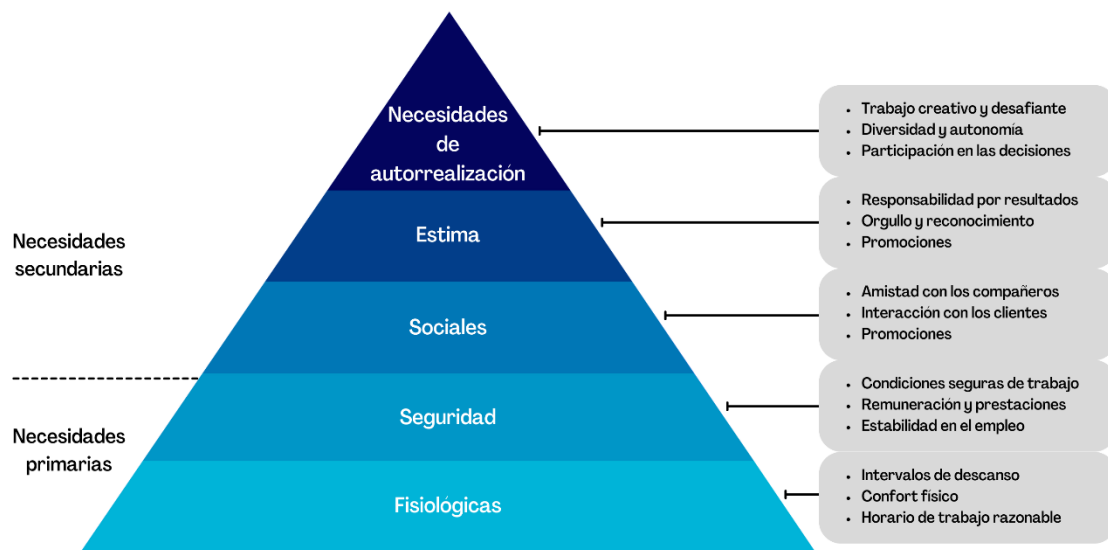 Necesidades
de
autorrealización
Estima
Sociales
Seguridad
Fisiológicas
Necesidades
secundarias
Necesidades
primarias
• Trabajo creativo y desafiante
• Diversidad y autonomía
• Participación en las decisiones
• Responsabilidad por resultados
• Orgullo y reconocimiento
• Promociones
• Amistad con los compañeros
• Interacción con los clientes
• Promociones
• Condiciones seguras de trabajo
• Remuneración y prestaciones
• Estabilidad en el empleo
• Intervalos de descanso
• Confort físico
• Horario de trabajo razonable